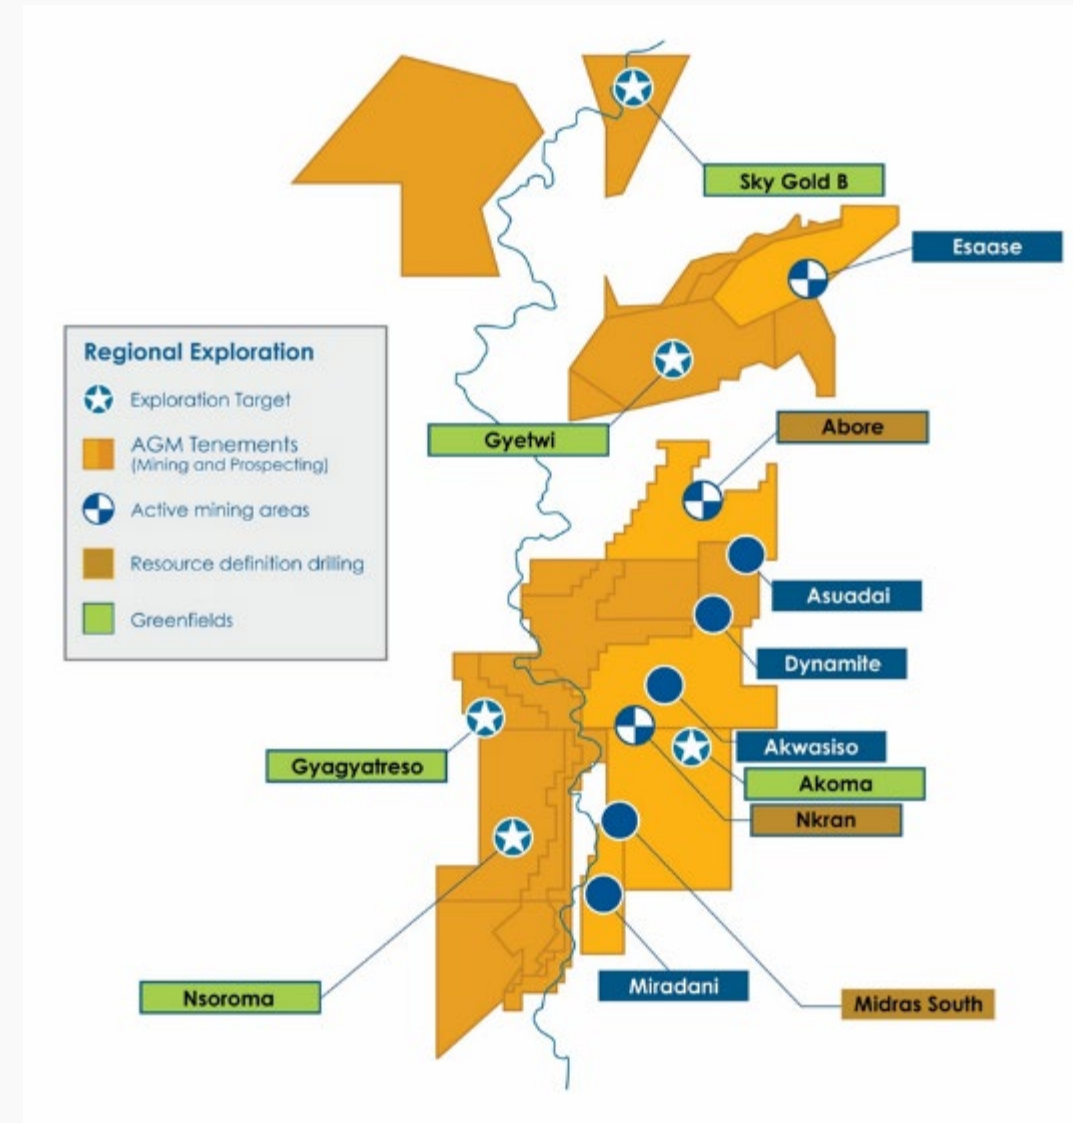 Sky Gold B
Esaase
Regional Exploration
Exploration Target
AGM Tenements
(Mining and Prospecting)
Active mining areas
Resource definition drilling
Greenfields
Gyetwi
Abore
Asuadai
Dynamite
Akwasiso
Gyagyatreso
Akoma
Nkran
Miradani
Nsoroma
Midras South